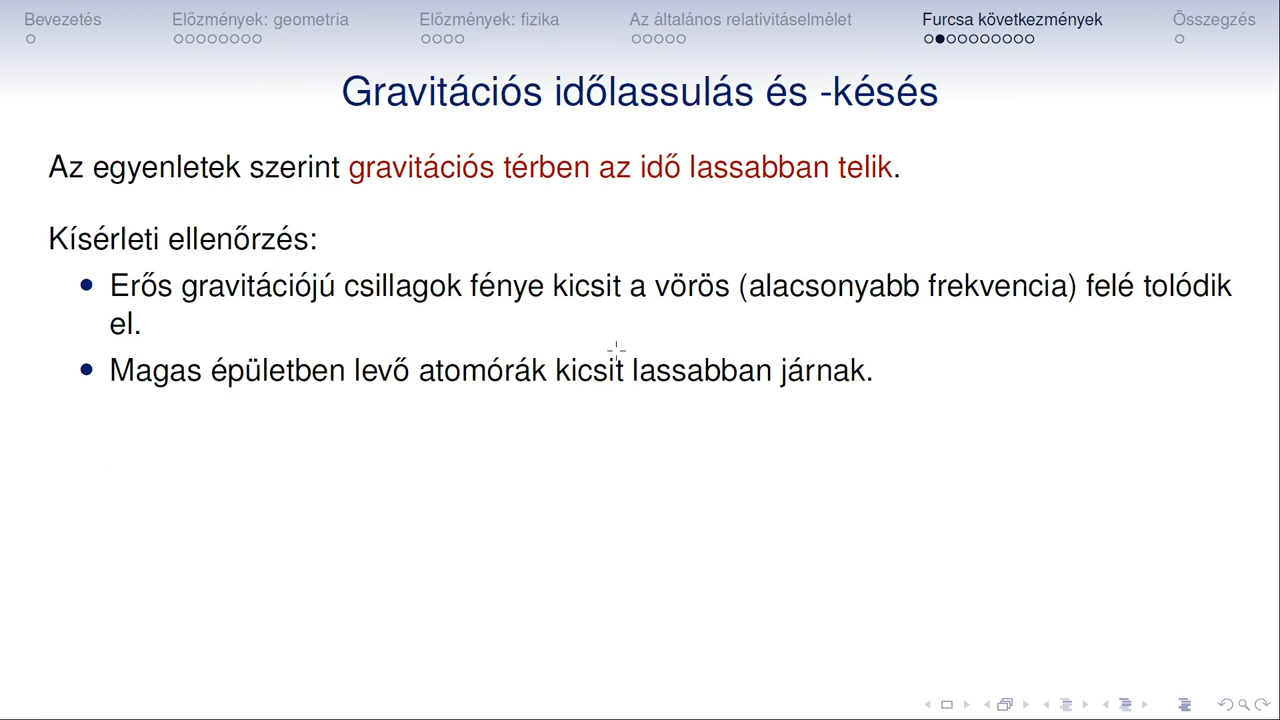 Bevezetés Előzmények: geometria Előzmények: fizika Az általános relativitáselmélet Furcsa következmények Összegzés
Gravitációs időlassulás és -késés
Az egyenletek szerint gravitációs térben az idő lassabban telik.
Kísérleti ellenőrzés:
Erős gravitációjú csillagok fénye kicsit a vörös (alacsonyabb frekvencia) felé tolódik
el.
Magas épületben levő atomórák kicsit lassabban járnak.